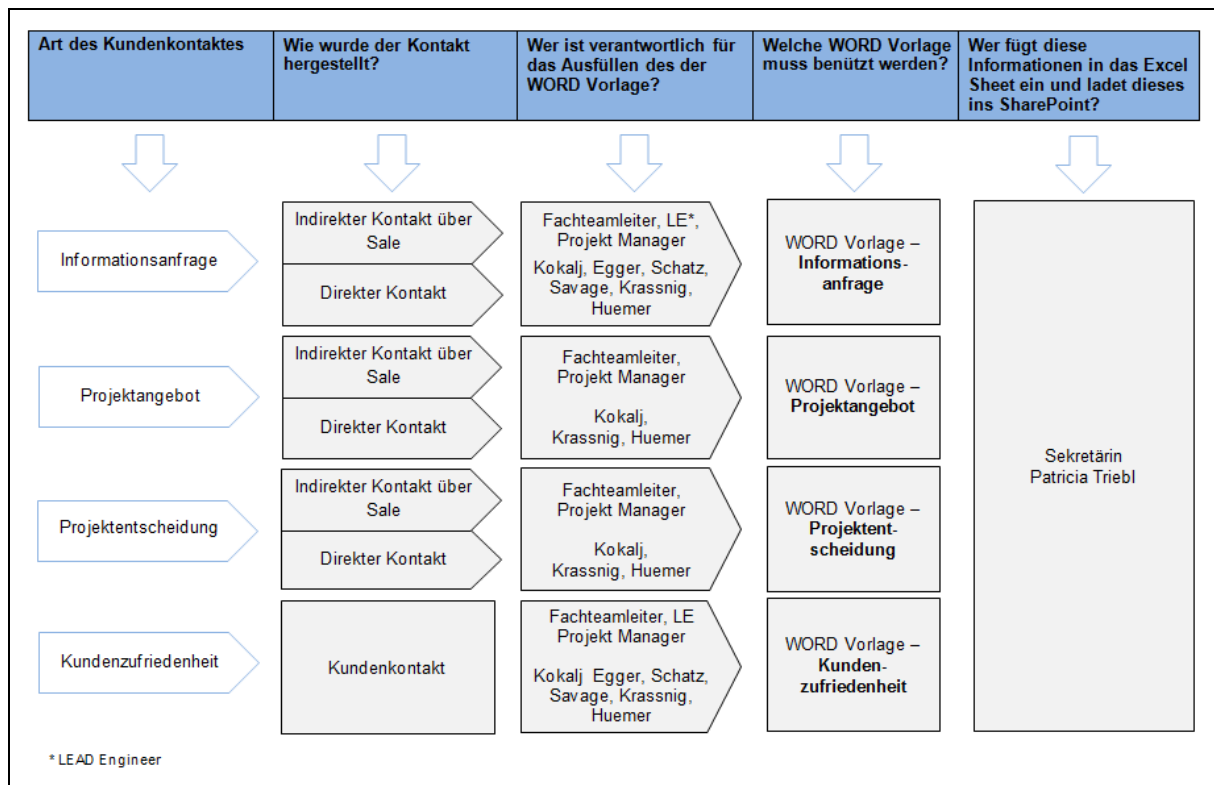 Art des Kundenkontaktes
Wie wurde der Kontakt
hergestellt?
Wer ist verantwortlich für
das Ausfüllen des der
WORD Vorlage?
Welche WORD Vorlage
muss benützt werden?
Wer fügt diese
Informationen in das Excel
Sheet ein und ladet dieses
ins SharePoint?
Informationsanfrage
Indirekter Kontakt über
Sale
Direkter Kontakt
Fachteamleiter, LE*,
Projekt Manager
Kokalj, Egger, Schatz,
Savage, Krassnig,
Huemer
WORD Vorlage –
Informations-
anfrage
Projektangebot
Indirekter Kontakt über
Sale
Direkter Kontakt
Fachteamleiter,
Projekt Manager
Kokalj,
Krassnig, Huemer
WORD Vorlage –
Projektangebot
Projektentscheidung
Indirekter Kontakt über
Sale
Direkter Kontakt
Fachteamleiter,
Projekt Manager
Kokalj,
Krassnig, Huemer
WORD Vorlage –
Projektent-
scheidung
Kundenzufriedenheit
Kundenkontakt
Fachteamleiter, LE
Projekt Manager
Kokalj Egger, Schatz,
Savage, Krassnig,
Huemer
WORD Vorlage –
Kunden-
zufriedenheit
Sekretärin
Patricia Triebl
* LEAD Engineer